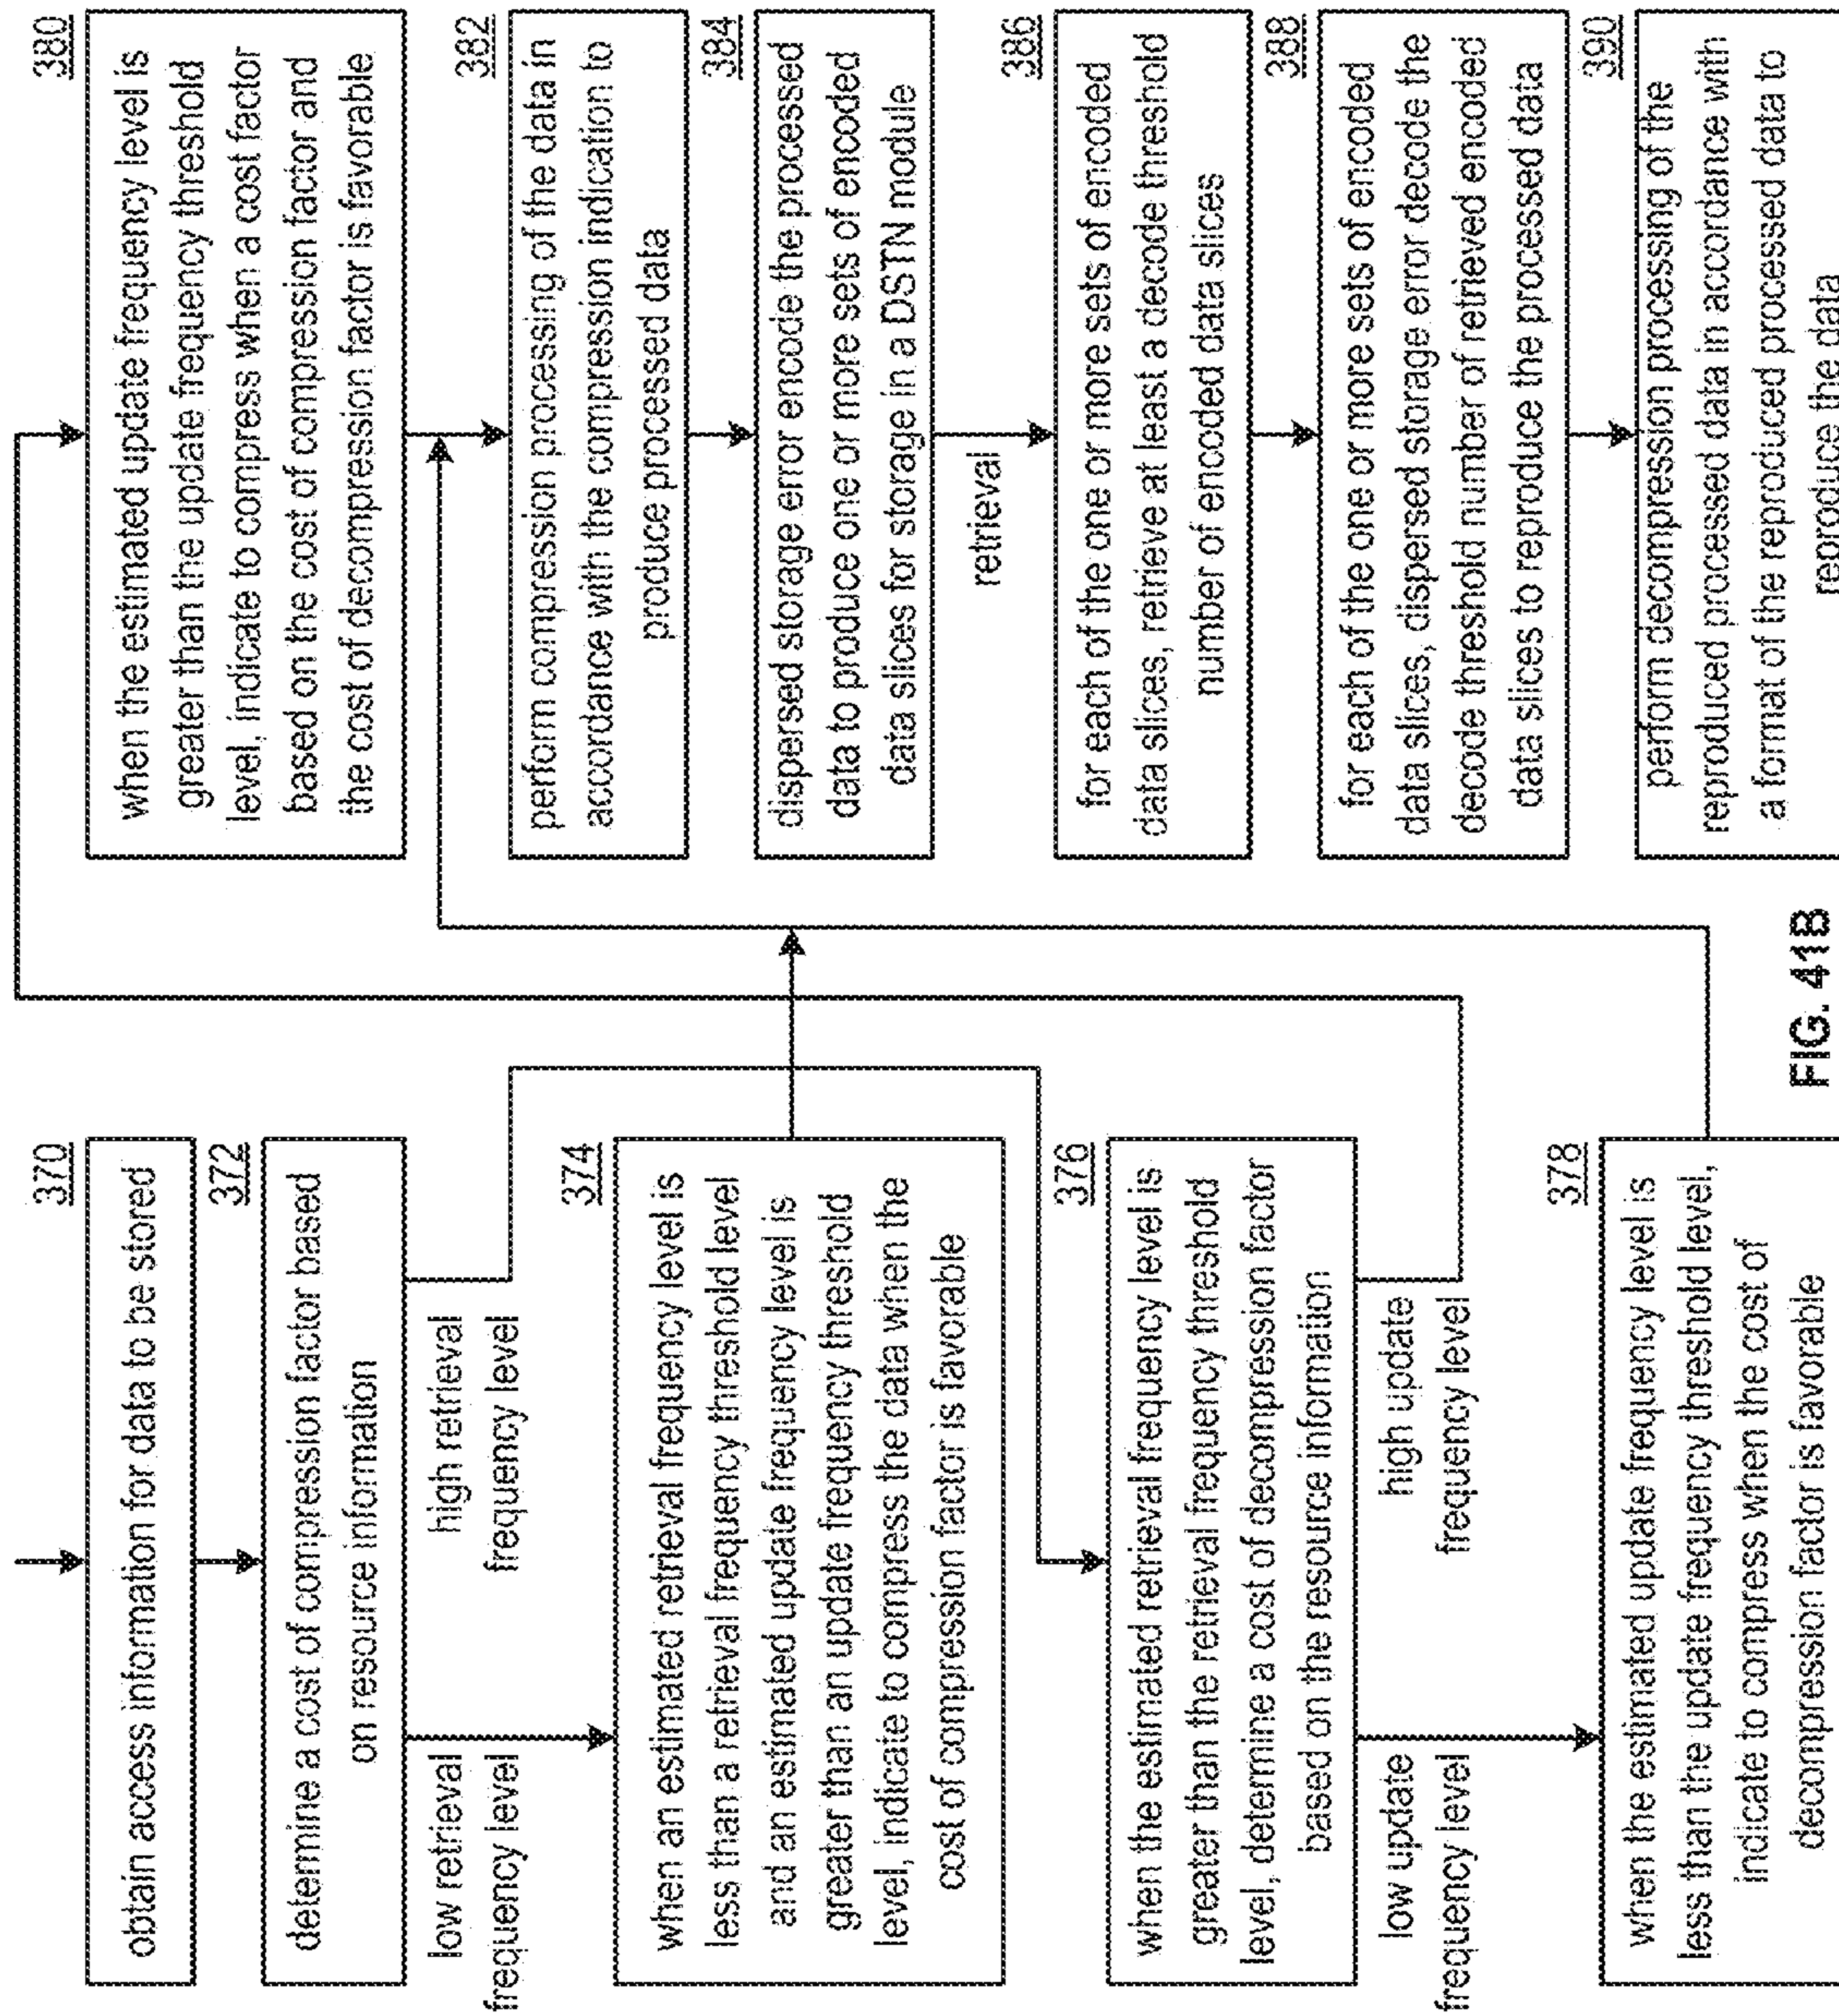 370
obtain access information for data to be stored
372
determine a cost of compression factor based
on resource information
low retrieval
frequency level
high retrieval
frequency level
374
when an estimated retrieval frequency level is
less than a retrieval frequency threshold level
and an estimated update frequency level is
greater than an update frequency threshold
level, indicate to compress the data when the
cost of compression factor is favorable
376
when the estimated retrieval frequency level is
greater than the retrieval frequency threshold
level, determine a cost of decompression factor
based on the resource information
low update
frequency level
high update
frequency level
378
when the estimated update frequency level is
less than the update frequency threshold level,
indicate to compress when the cost of
decompression factor is favorable
380
when the estimated update frequency level is
greater than the update frequency threshold
level, indicate to compress when a cost factor
based on the cost of compression factor and
the cost of decompression factor is favorable
382
perform compression processing of the data in
accordance with the compression indication to
produce processed data
384
dispersed storage error encode the processed
data to produce one or more sets of encoded
data slices for storage in a DSTN module
retrieval
386
for each of the one or more sets of encoded
data slices, retrieve at least a decode threshold
number of encoded data slices
388
for each of the one or more sets of encoded
data slices, dispersed storage error decode the
decode threshold number of retrieved encoded
data slices to reproduce the processed data
390
perform decompression processing of the
reproduced processed data in accordance with
a format of the reproduced processed data to
reproduce the data
FIG. 41B